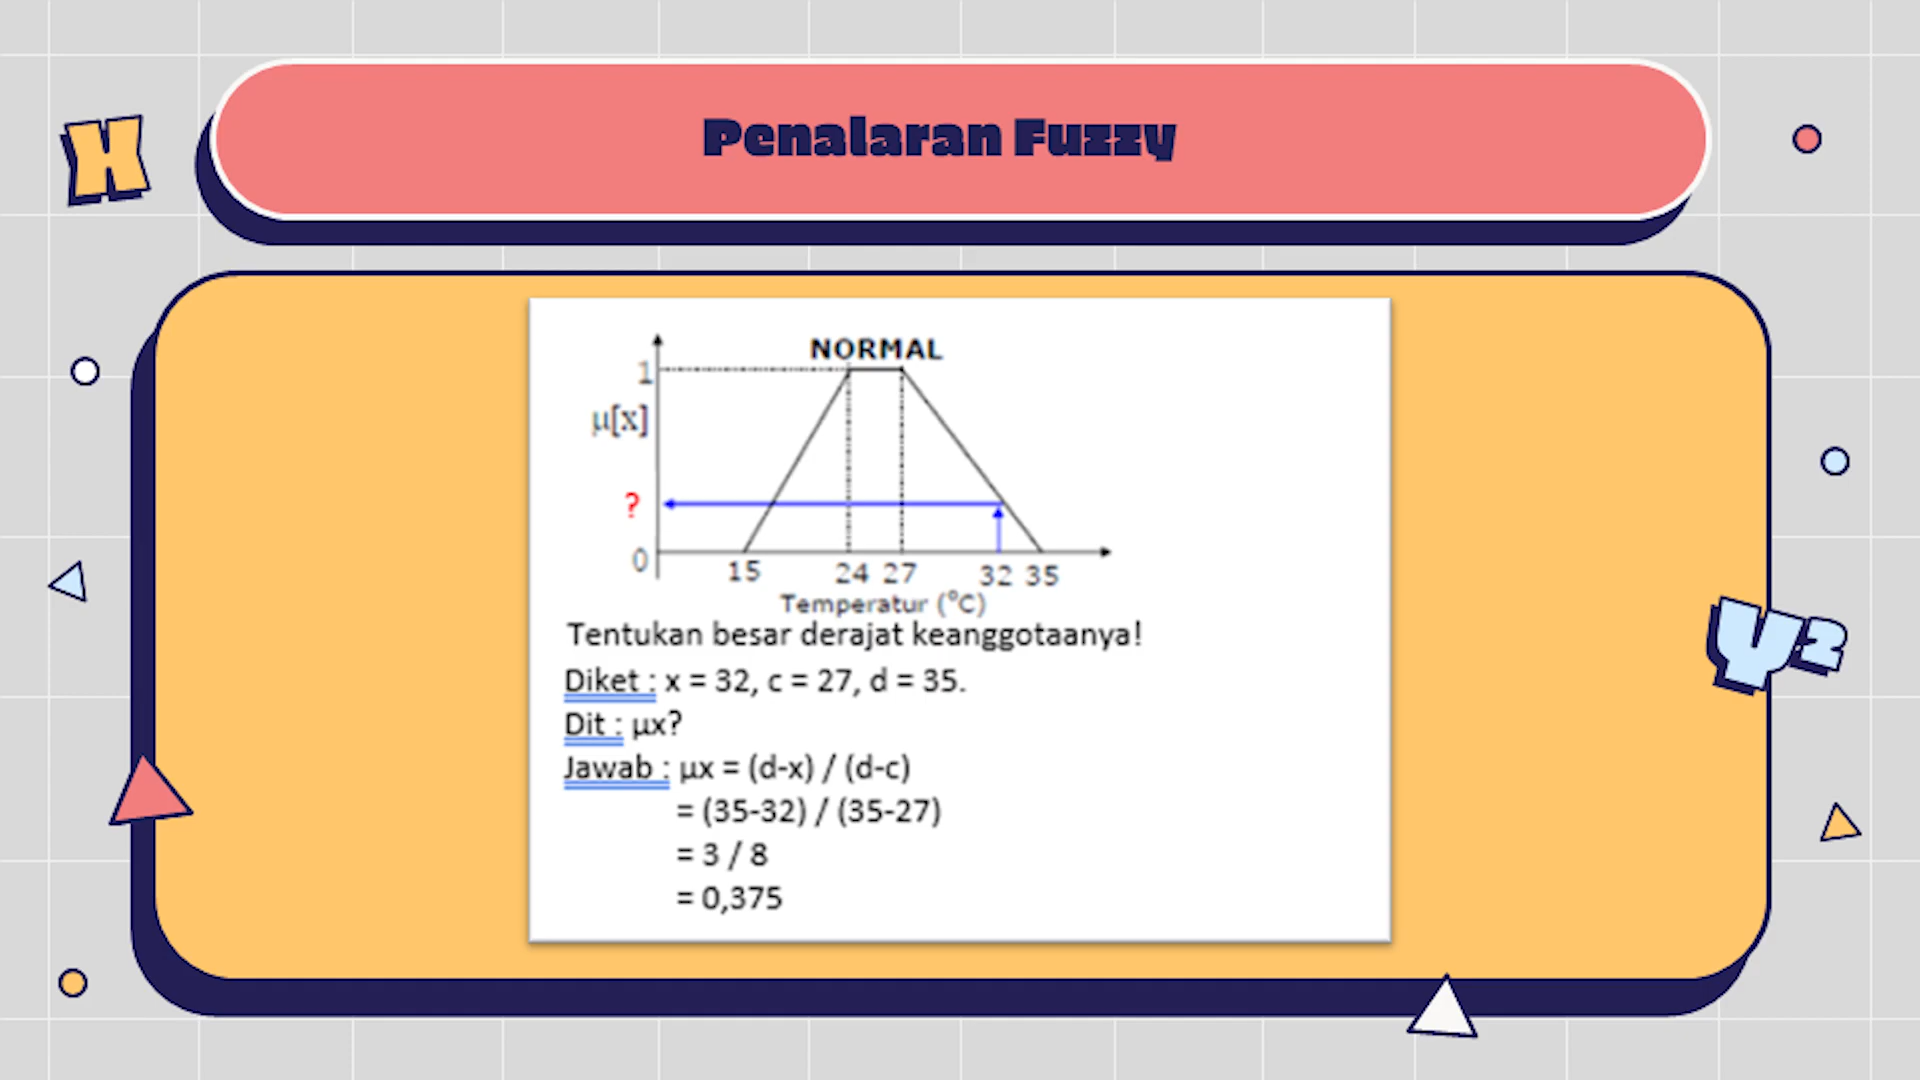 Penalaran Fuzzy
X
NORMAL
1
μ[x]
?
0
15 24 27 32 35
Temperatur (°C)
Tentukan besar derajat keanggotaanya!
Diket : x = 32, c = 27, d = 35.
Dit : μx?
Jawab : μx = (d-x) / (d-c)
= (35-32) / (35-27)
= 3 / 8
= 0,375
Y²